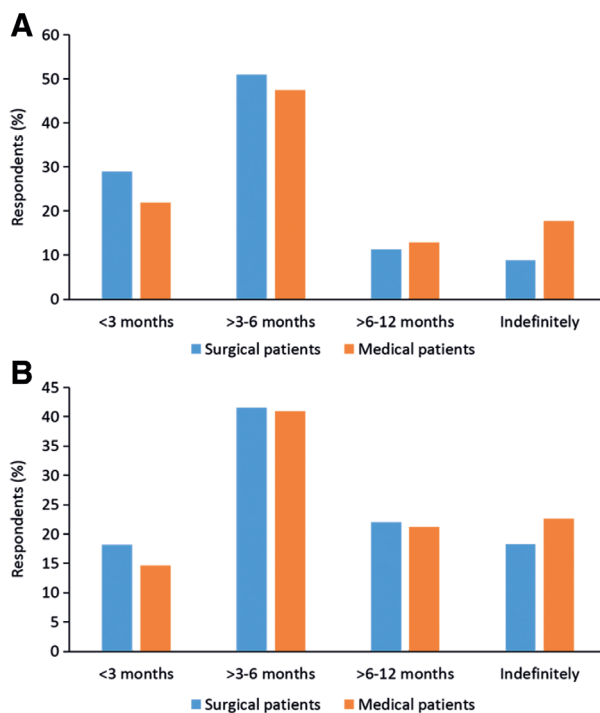 A
60
50
40
30
20
10
0
Respondents (%)
<3 months >3-6 months >6-12 months Indefinitely
Surgical patients Medical patients
B
45
40
35
30
25
20
15
10
5
0
Respondents (%)
<3 months >3-6 months >6-12 months Indefinitely
Surgical patients Medical patients